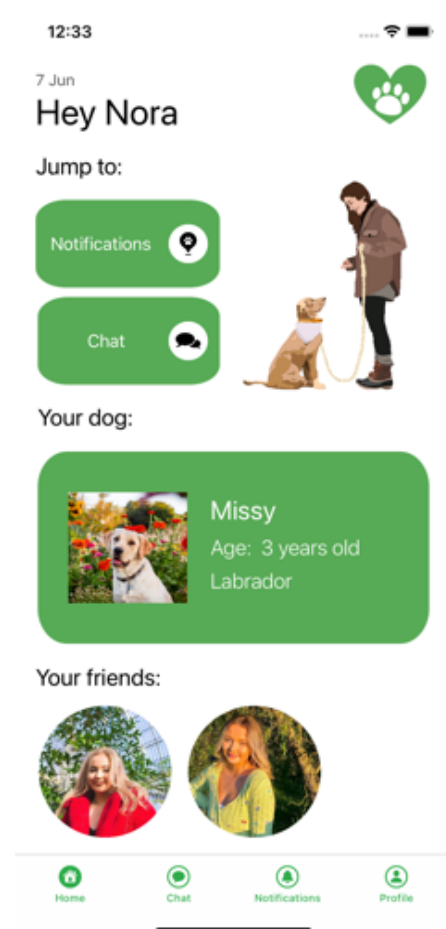 12:33
7 Jun
Hey Nora
Jump to:
Notifications
Chat
Your dog:
Missy
Age: 3 years old
Labrador
Your friends:
Home
Chat
Notifications
Profile